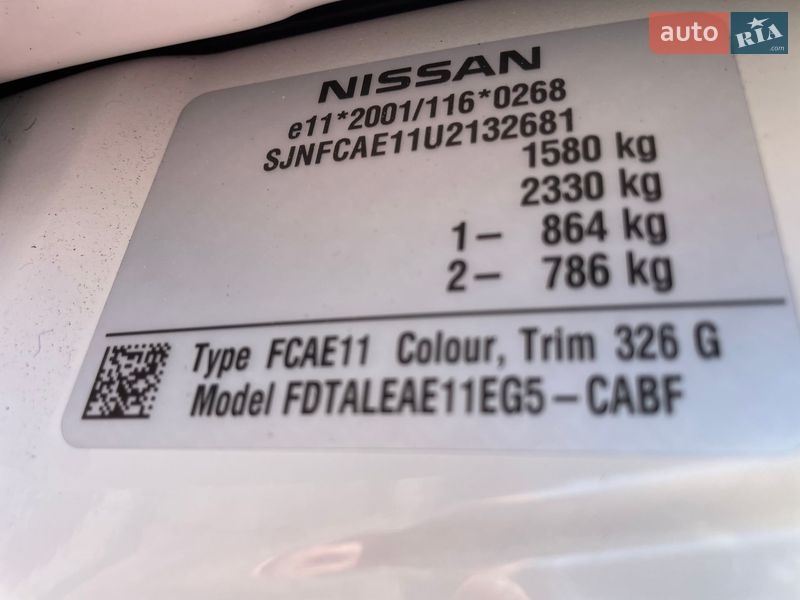 auto RIA .com
NISSAN
e11*2001/116*0268
SJNFCAE11U2132681
1580 kg
2330 kg
1– 864 kg
2– 786 kg
Type FCAE11 Colour, Trim 326 G
Model FDTALEAE11EG5–CABF